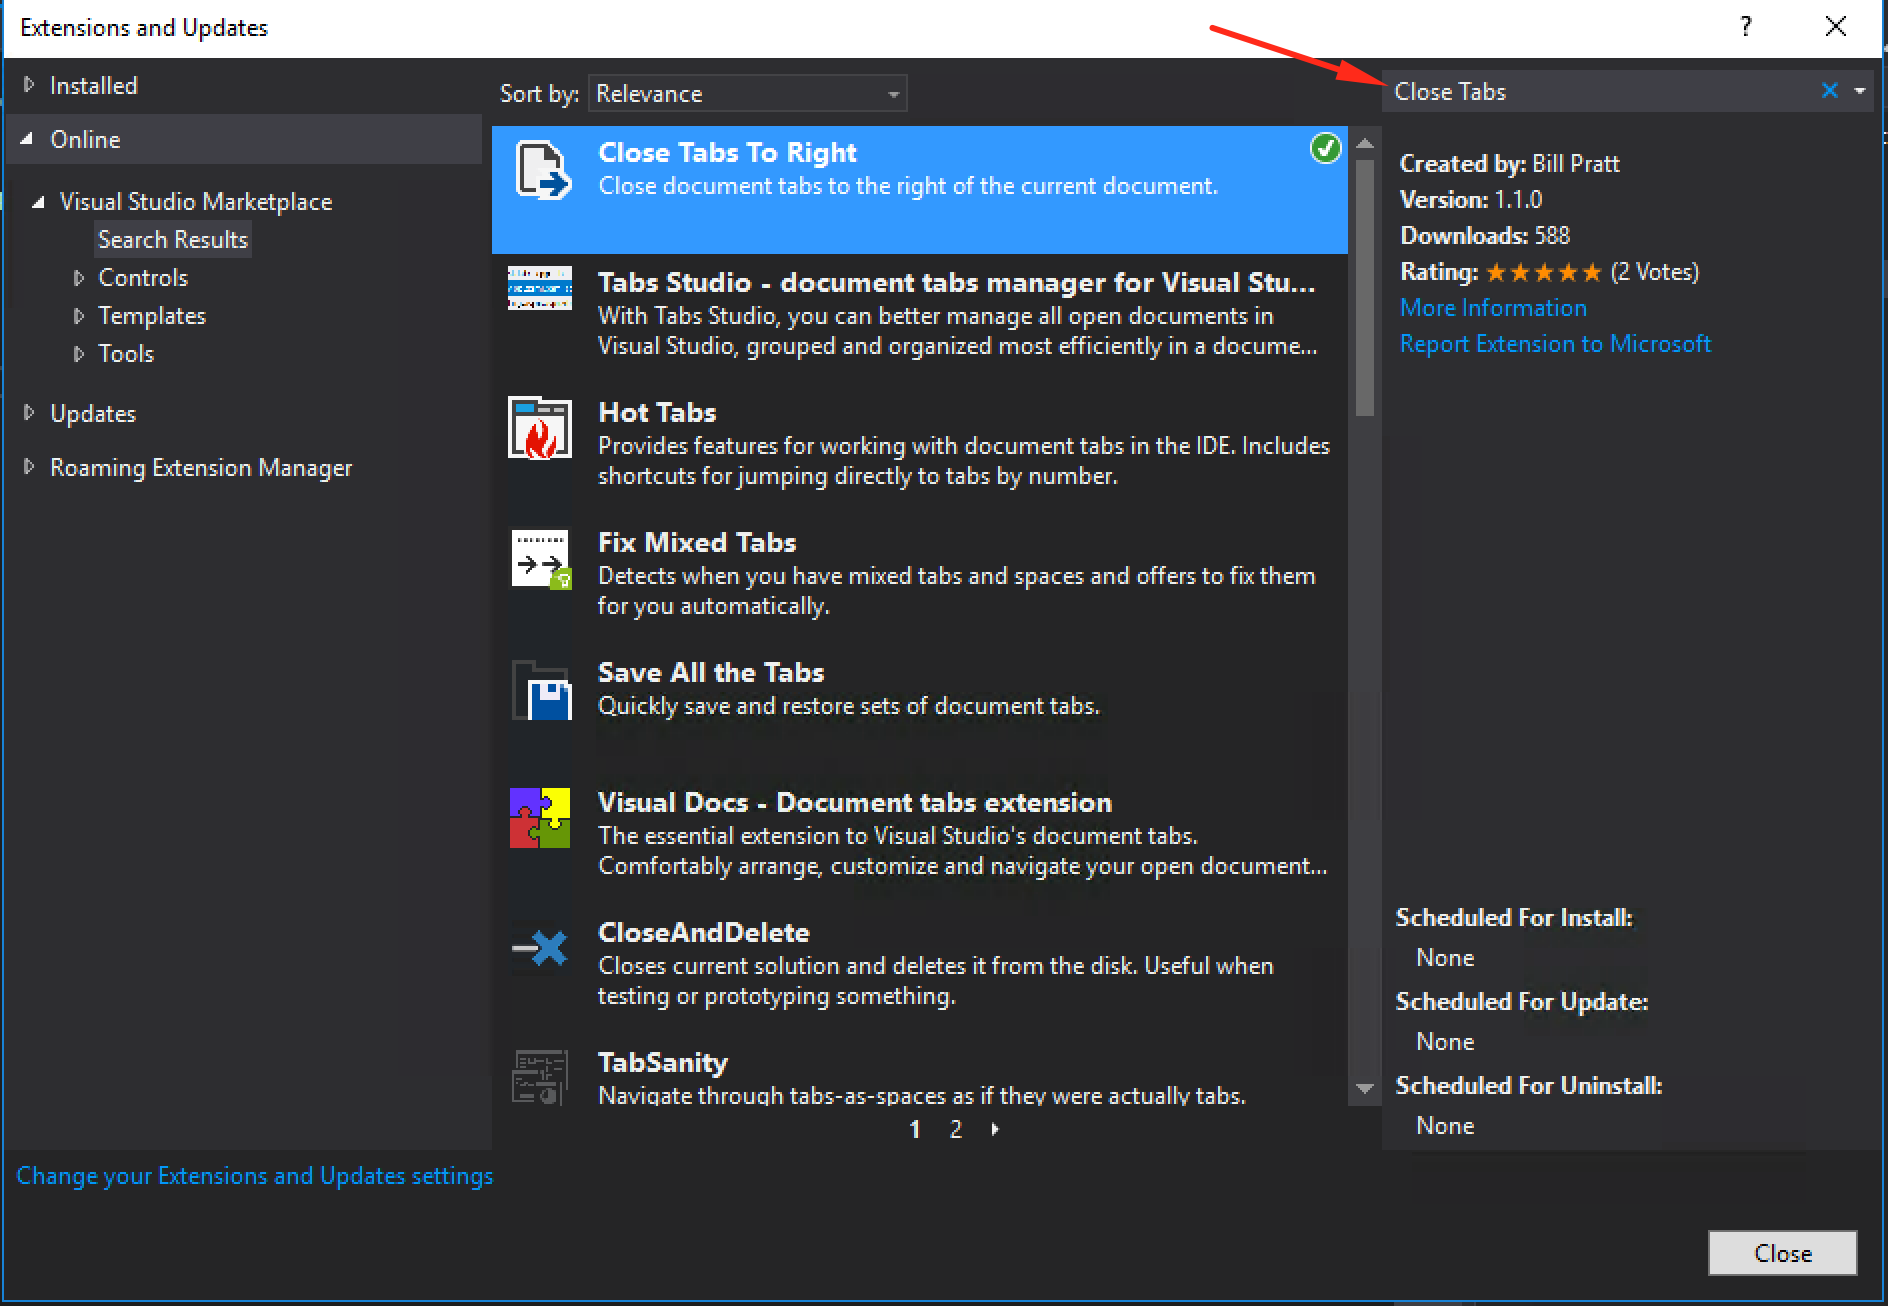 Extensions and Updates
?
Installed
Online
Visual Studio Marketplace
Search Results
Controls
Templates
Tools
Updates
Roaming Extension Manager
Change your Extensions and Updates settings
Sort by: Relevance
Close Tabs To Right
Close document tabs to the right of the current document.
Tabs Studio - document tabs manager for Visual Stu...
With Tabs Studio, you can better manage all open documents in
Visual Studio, grouped and organized most efficiently in a docume...
Hot Tabs
Provides features for working with document tabs in the IDE. Includes
shortcuts for jumping directly to tabs by number.
Fix Mixed Tabs
Detects when you have mixed tabs and spaces and offers to fix them
for you automatically.
Save All the Tabs
Quickly save and restore sets of document tabs.
Visual Docs - Document tabs extension
The essential extension to Visual Studio's document tabs.
Comfortably arrange, customize and navigate your open document...
CloseAndDelete
Closes current solution and deletes it from the disk. Useful when
testing or prototyping something.
TabSanity
Navigate through tabs-as-spaces as if they were actually tabs.
1 2
Close Tabs
Created by: Bill Pratt
Version: 1.1.0
Downloads: 588
Rating: ★★★★★ (2 Votes)
More Information
Report Extension to Microsoft
Scheduled For Install:
None
Scheduled For Update:
None
Scheduled For Uninstall:
None
Close